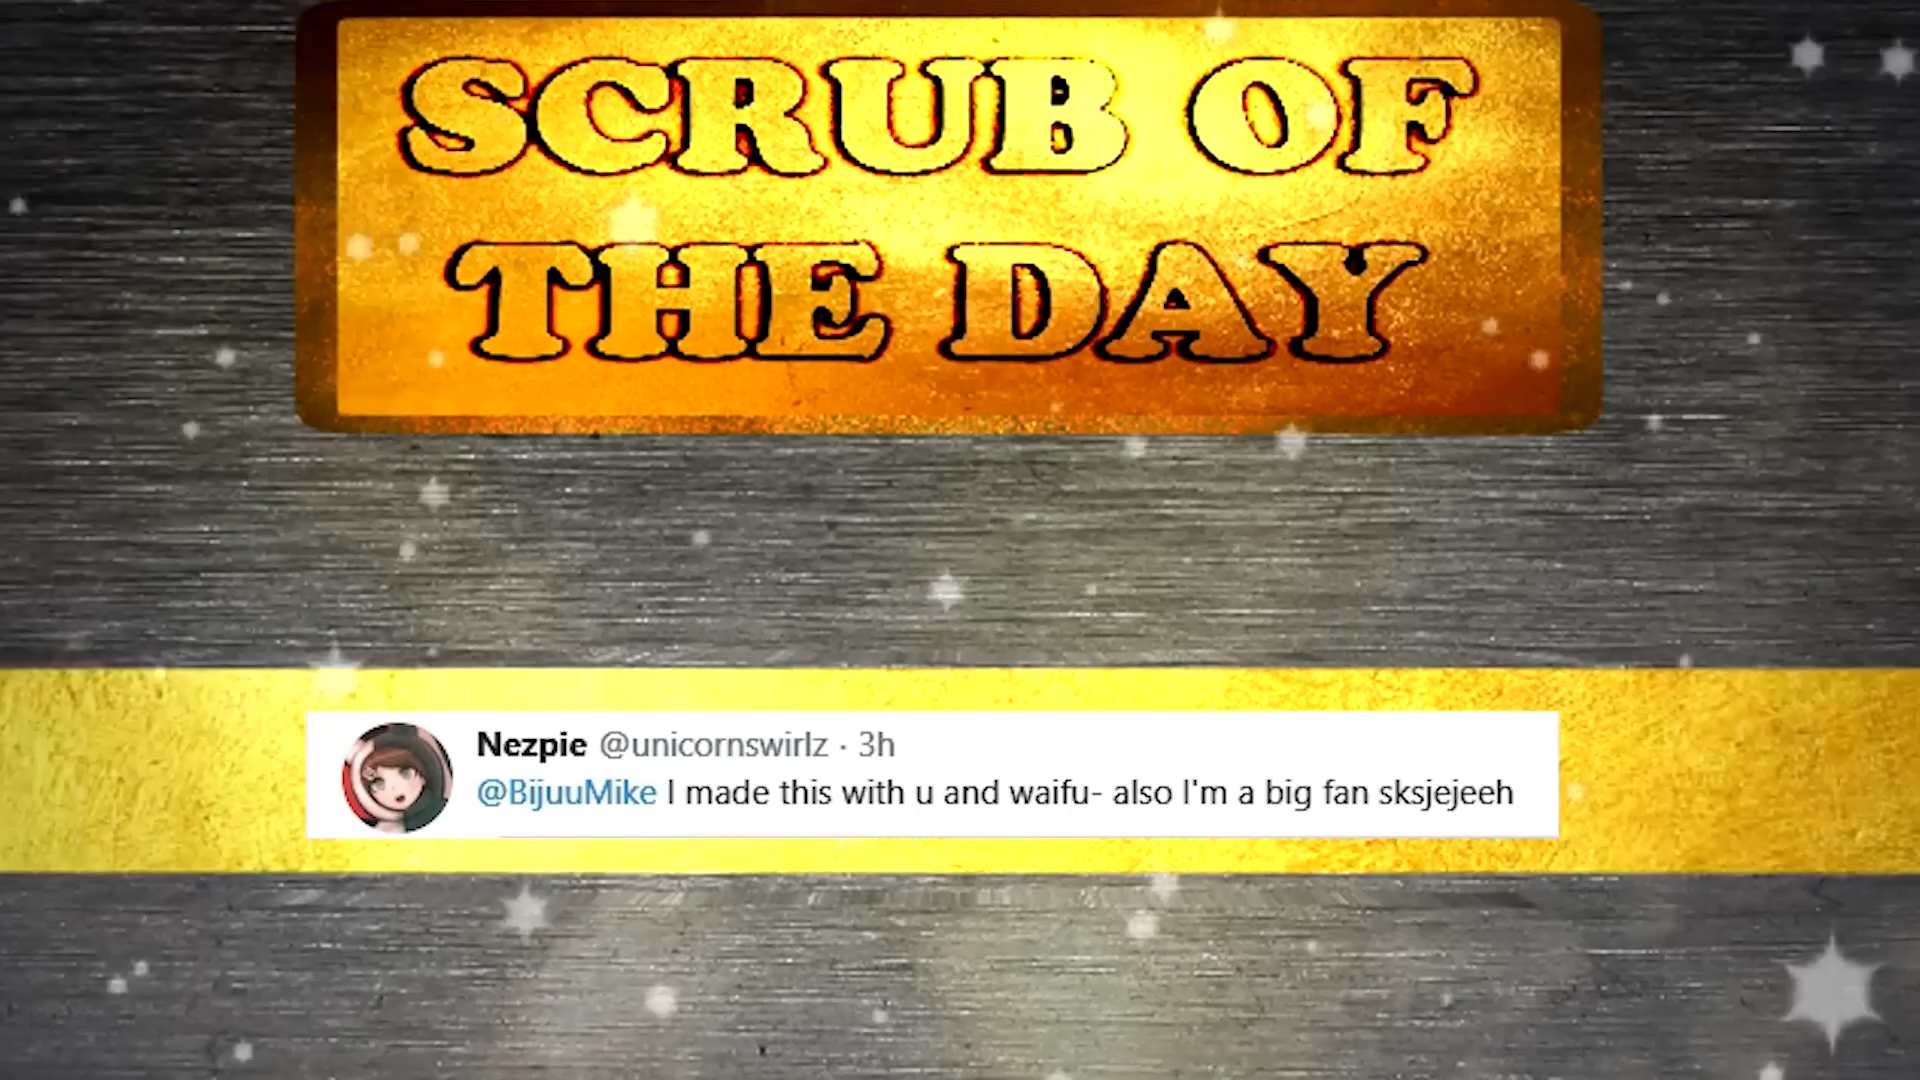 SCRUB OF
THE DAY
Nezpie @unicornswirlz · 3h
@BijuuMike I made this with u and waifu- also I'm a big fan sksjejeeh